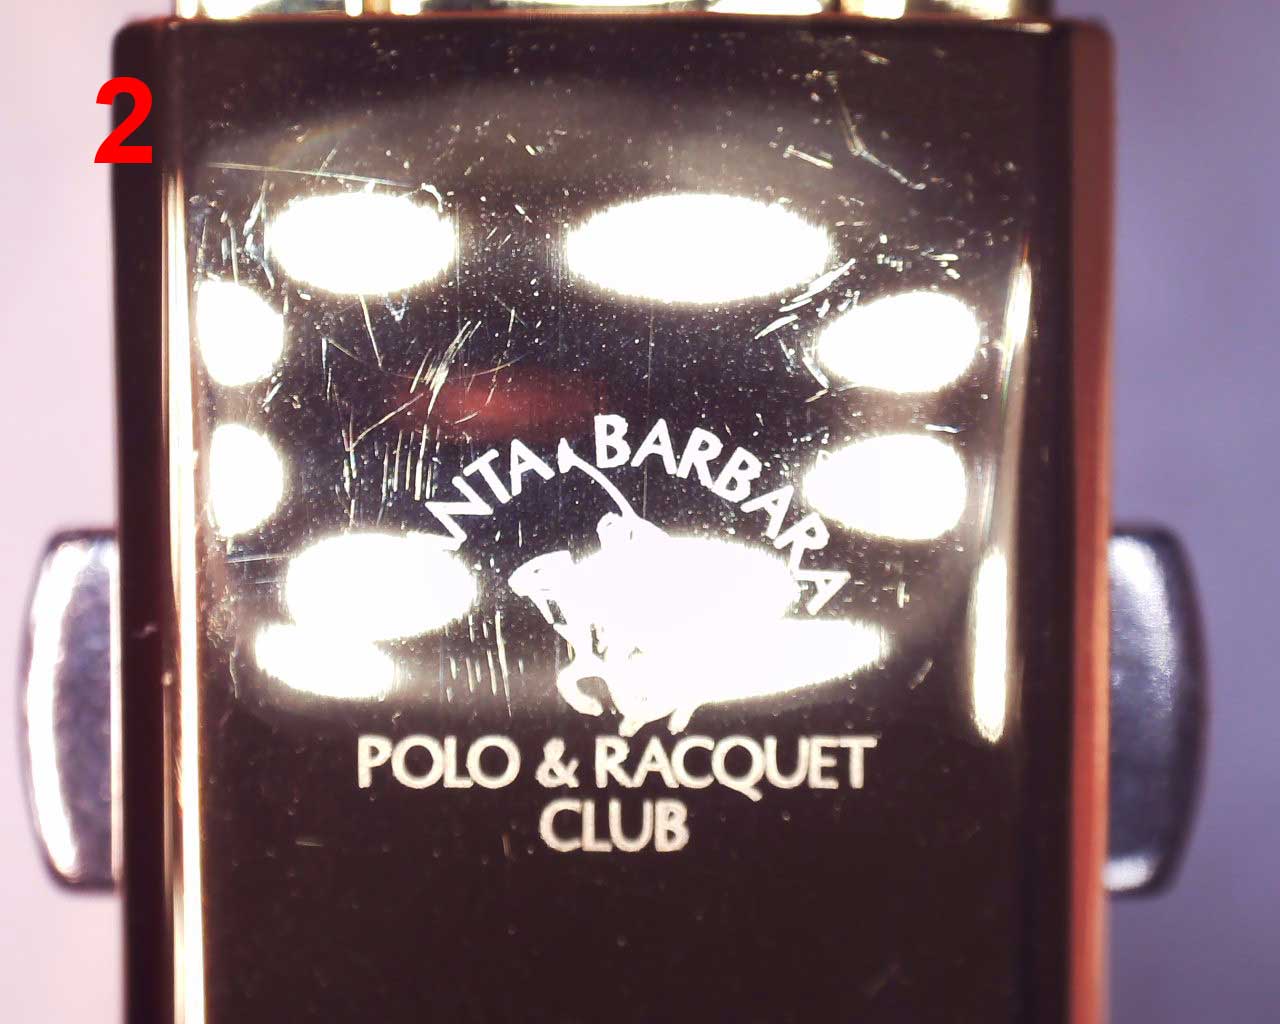 2
NTA BARBARA
POLO & RACQUET
CLUB